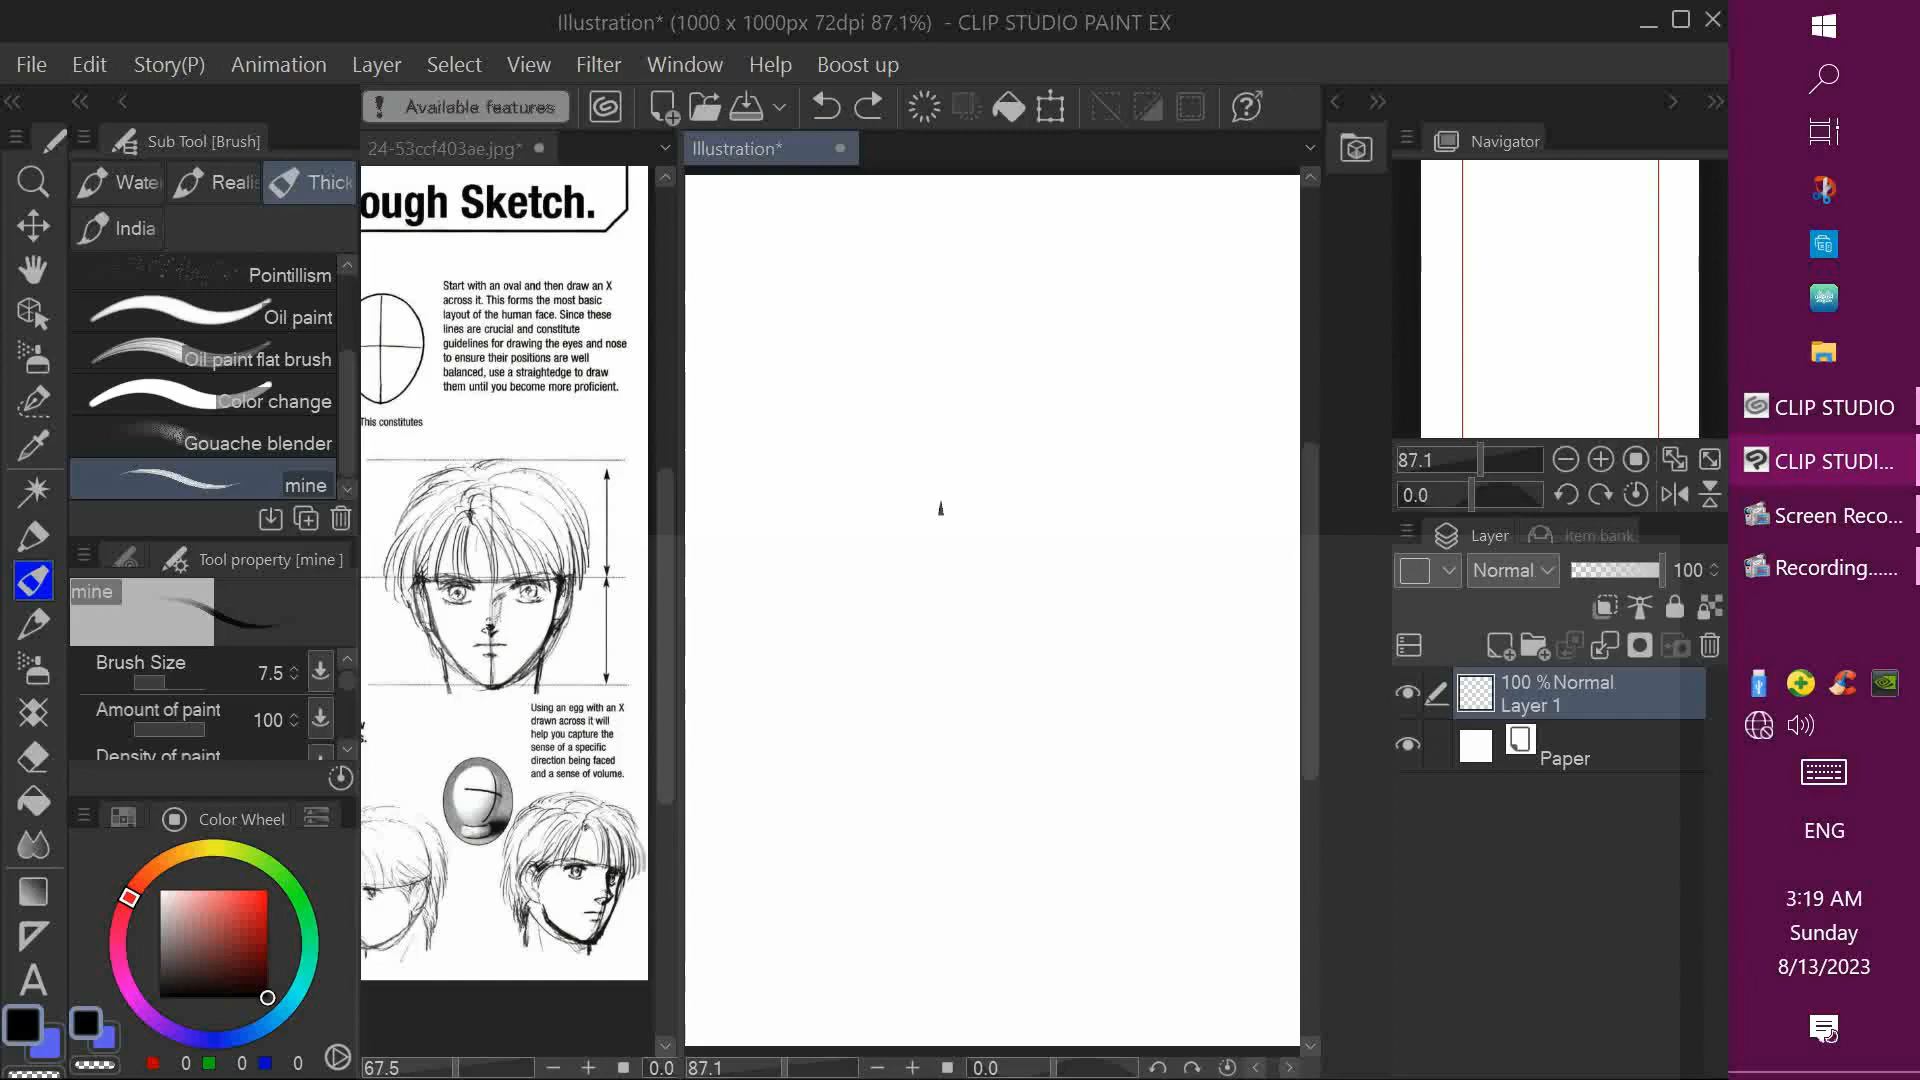 Illustration* (1000 x 1000px 72dpi 87.1%) - CLIP STUDIO PAINT EX
File Edit Story(P) Animation Layer Select View Filter Window Help Boost up
! Available features
Sub Tool [Brush]
24-53ccf403ae.jpg*
Illustration*
Navigator
Wate
Realis
Thick
India
Pointillism
Oil paint
Oil paint flat brush
Color change
Gouache blender
mine
Tool property [mine ]
mine
Brush Size 7.5
Amount of paint 100
Density of paint
Color Wheel
0 0 0
A
ough Sketch.
Start with an oval and then draw an X
across it. This forms the most basic
layout of the human face. Since these
lines are crucial and constitute
guidelines for drawing the eyes and nose
to ensure their positions are well
balanced, use a straightedge to draw
them until you become more proficient.
This constitutes
Using an egg with an X
drawn across it will
help you capture the
sense of a specific
direction being faced
and a sense of volume.
67.5
0.0
87.1
0.0
87.1
0.0
Layer
Item bank
Normal
100
100 % Normal
Layer 1
Paper
CLIP STUDIO
CLIP STUDI...
Screen Reco...
Recording......
ENG
3:19 AM
Sunday
8/13/2023